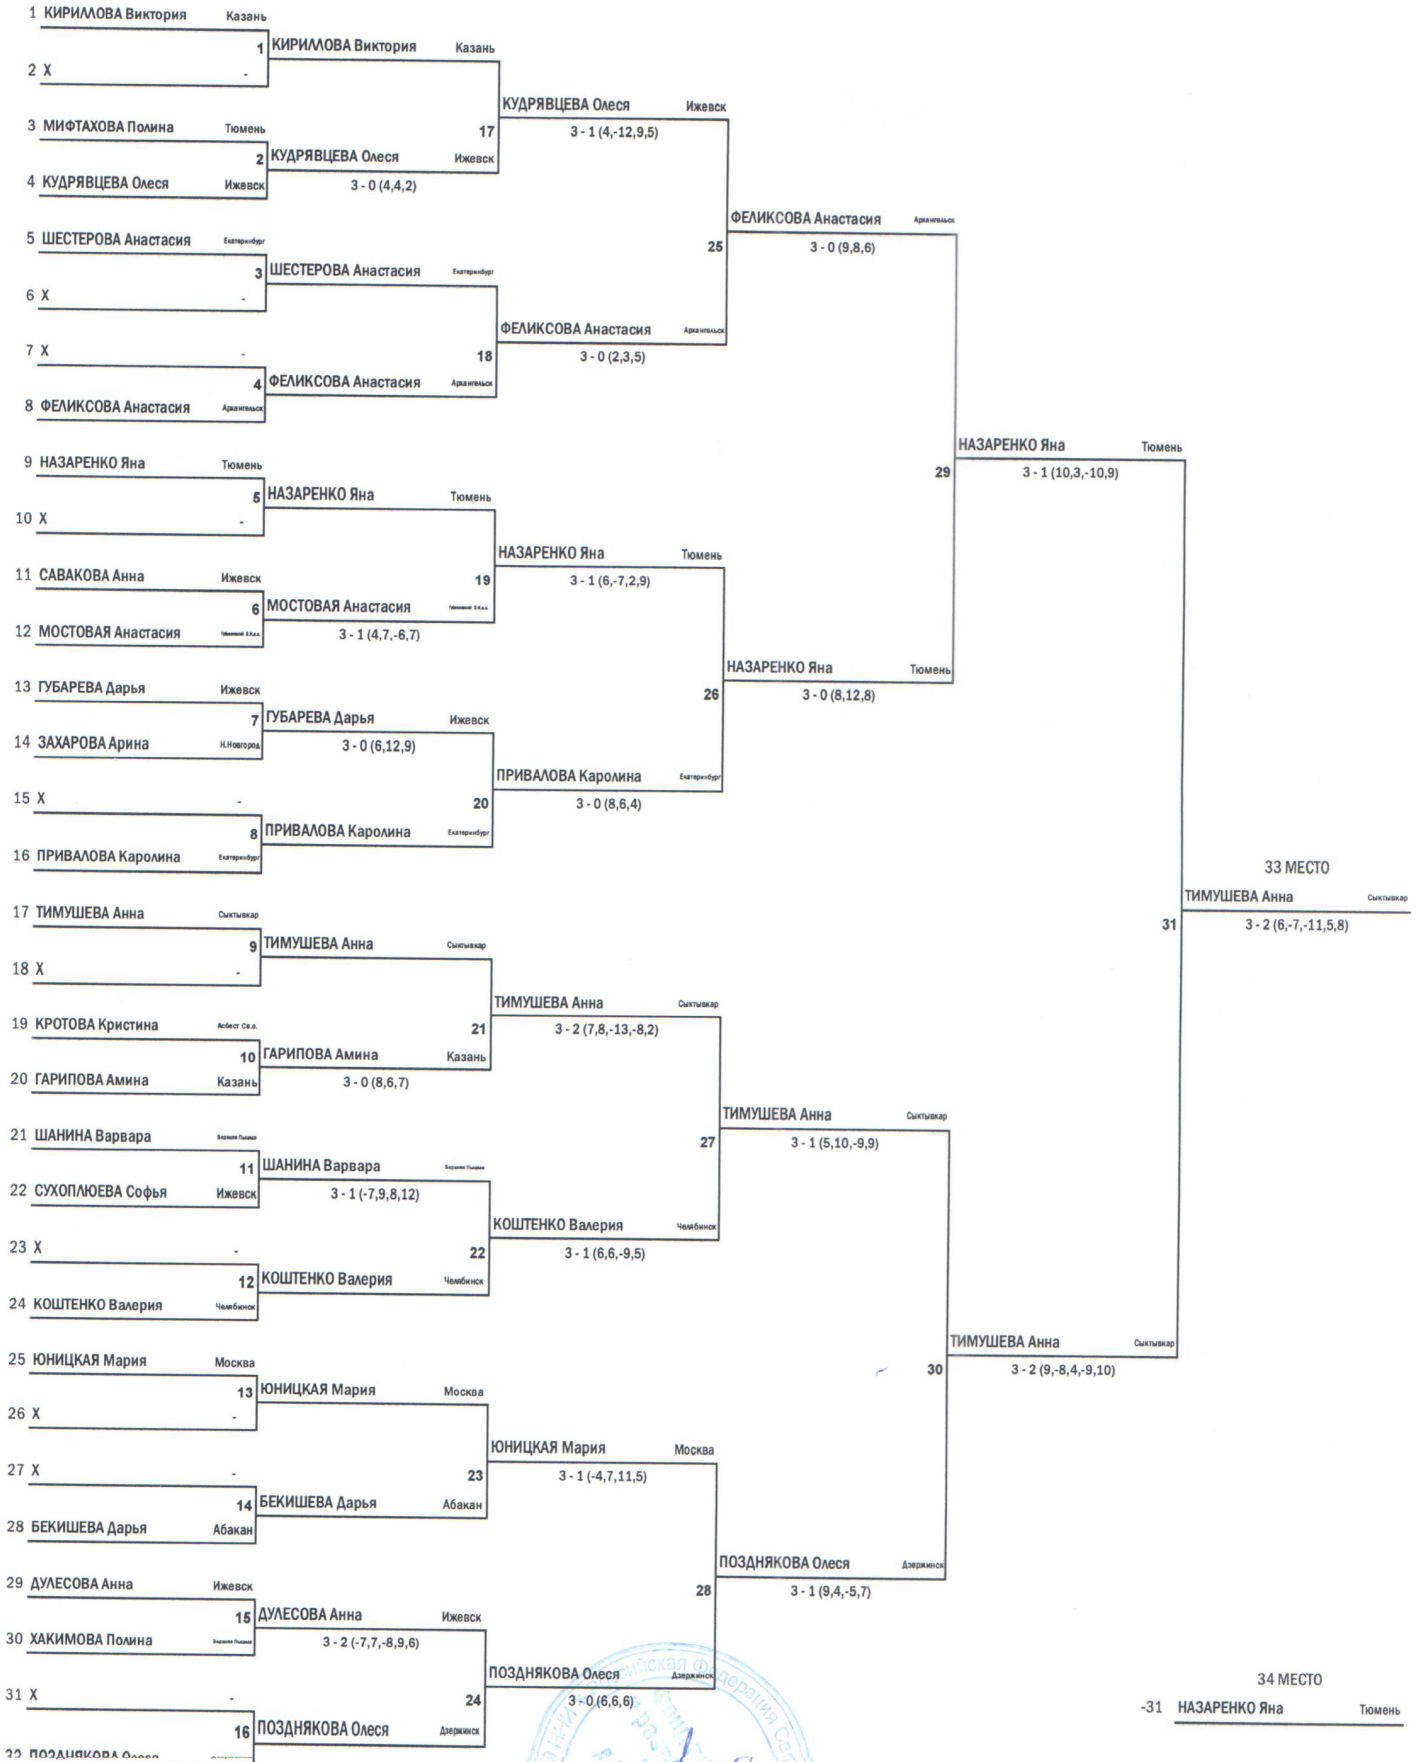 1 КИРИЛЛОВА Виктория Казань
1 КИРИЛЛОВА Виктория Казань
2 X -
КУДРЯВЦЕВА Олеся Ижевск
3 МИФТАХОВА Полина Тюмень
17 3 - 1 (4,-12,9,5)
2 КУДРЯВЦЕВА Олеся Ижевск
4 КУДРЯВЦЕВА Олеся Ижевск
3 - 0 (4,4,2)
ФЕЛИКСОВА Анастасия Архангельск
5 ШЕСТЕРОВА Анастасия Екатеринбург
25 3 - 0 (9,8,6)
3 ШЕСТЕРОВА Анастасия Екатеринбург
6 X -
ФЕЛИКСОВА Анастасия Архангельск
7 X -
18 3 - 0 (2,3,5)
4 ФЕЛИКСОВА Анастасия Архангельск
8 ФЕЛИКСОВА Анастасия Архангельск
НАЗАРЕНКО Яна Тюмень
9 НАЗАРЕНКО Яна Тюмень
29 3 - 1 (10,3,-10,9)
5 НАЗАРЕНКО Яна Тюмень
10 X -
НАЗАРЕНКО Яна Тюмень
11 САВАКОВА Анна Ижевск
19 3 - 1 (6,-7,2,9)
6 МОСТОВАЯ Анастасия
12 МОСТОВАЯ Анастасия
3 - 1 (4,7,-6,7)
НАЗАРЕНКО Яна Тюмень
13 ГУБАРЕВА Дарья Ижевск
26 3 - 0 (8,12,8)
7 ГУБАРЕВА Дарья Ижевск
14 ЗАХАРОВА Арина Н.Новгород
3 - 0 (6,12,9)
ПРИВАЛОВА Каролина Екатеринбург
15 X -
20 3 - 0 (8,6,4)
8 ПРИВАЛОВА Каролина Екатеринбург
16 ПРИВАЛОВА Каролина Екатеринбург
33 МЕСТО
ТИМУШЕВА Анна Сыктывкар
17 ТИМУШЕВА Анна Сыктывкар
31 3 - 2 (6,-7,-11,5,8)
9 ТИМУШЕВА Анна Сыктывкар
18 X -
ТИМУШЕВА Анна Сыктывкар
19 КРОТОВА Кристина Асбест Св.о.
21 3 - 2 (7,8,-13,-8,2)
10 ГАРИПОВА Амина Казань
20 ГАРИПОВА Амина Казань
3 - 0 (8,6,7)
ТИМУШЕВА Анна Сыктывкар
21 ШАНИНА Варвара Верхняя Пышма
27 3 - 1 (5,10,-9,9)
11 ШАНИНА Варвара Верхняя Пышма
22 СУХОПЛЮЕВА Софья Ижевск
3 - 1 (-7,9,8,12)
КОШТЕНКО Валерия Челябинск
23 X -
22 3 - 1 (6,6,-9,5)
12 КОШТЕНКО Валерия Челябинск
24 КОШТЕНКО Валерия Челябинск
ТИМУШЕВА Анна Сыктывкар
25 ЮНИЦКАЯ Мария Москва
30 3 - 2 (9,-8,4,-9,10)
13 ЮНИЦКАЯ Мария Москва
26 X -
ЮНИЦКАЯ Мария Москва
27 X -
23 3 - 1 (-4,7,11,5)
14 БЕКИШЕВА Дарья Абакан
28 БЕКИШЕВА Дарья Абакан
ПОЗДНЯКОВА Олеся Дзержинск
29 ДУЛЕСОВА Анна Ижевск
28 3 - 1 (9,4,-5,7)
15 ДУЛЕСОВА Анна Ижевск
30 ХАКИМОВА Полина Верхняя Пышма
3 - 2 (-7,7,-8,9,6)
ПОЗДНЯКОВА Олеся Дзержинск
34 МЕСТО
31 X -
24 3 - 0 (6,6,6)
-31 НАЗАРЕНКО Яна Тюмень
16 ПОЗДНЯКОВА Олеся Дзержинск
32 ПОЗДНЯКОВА Олеся